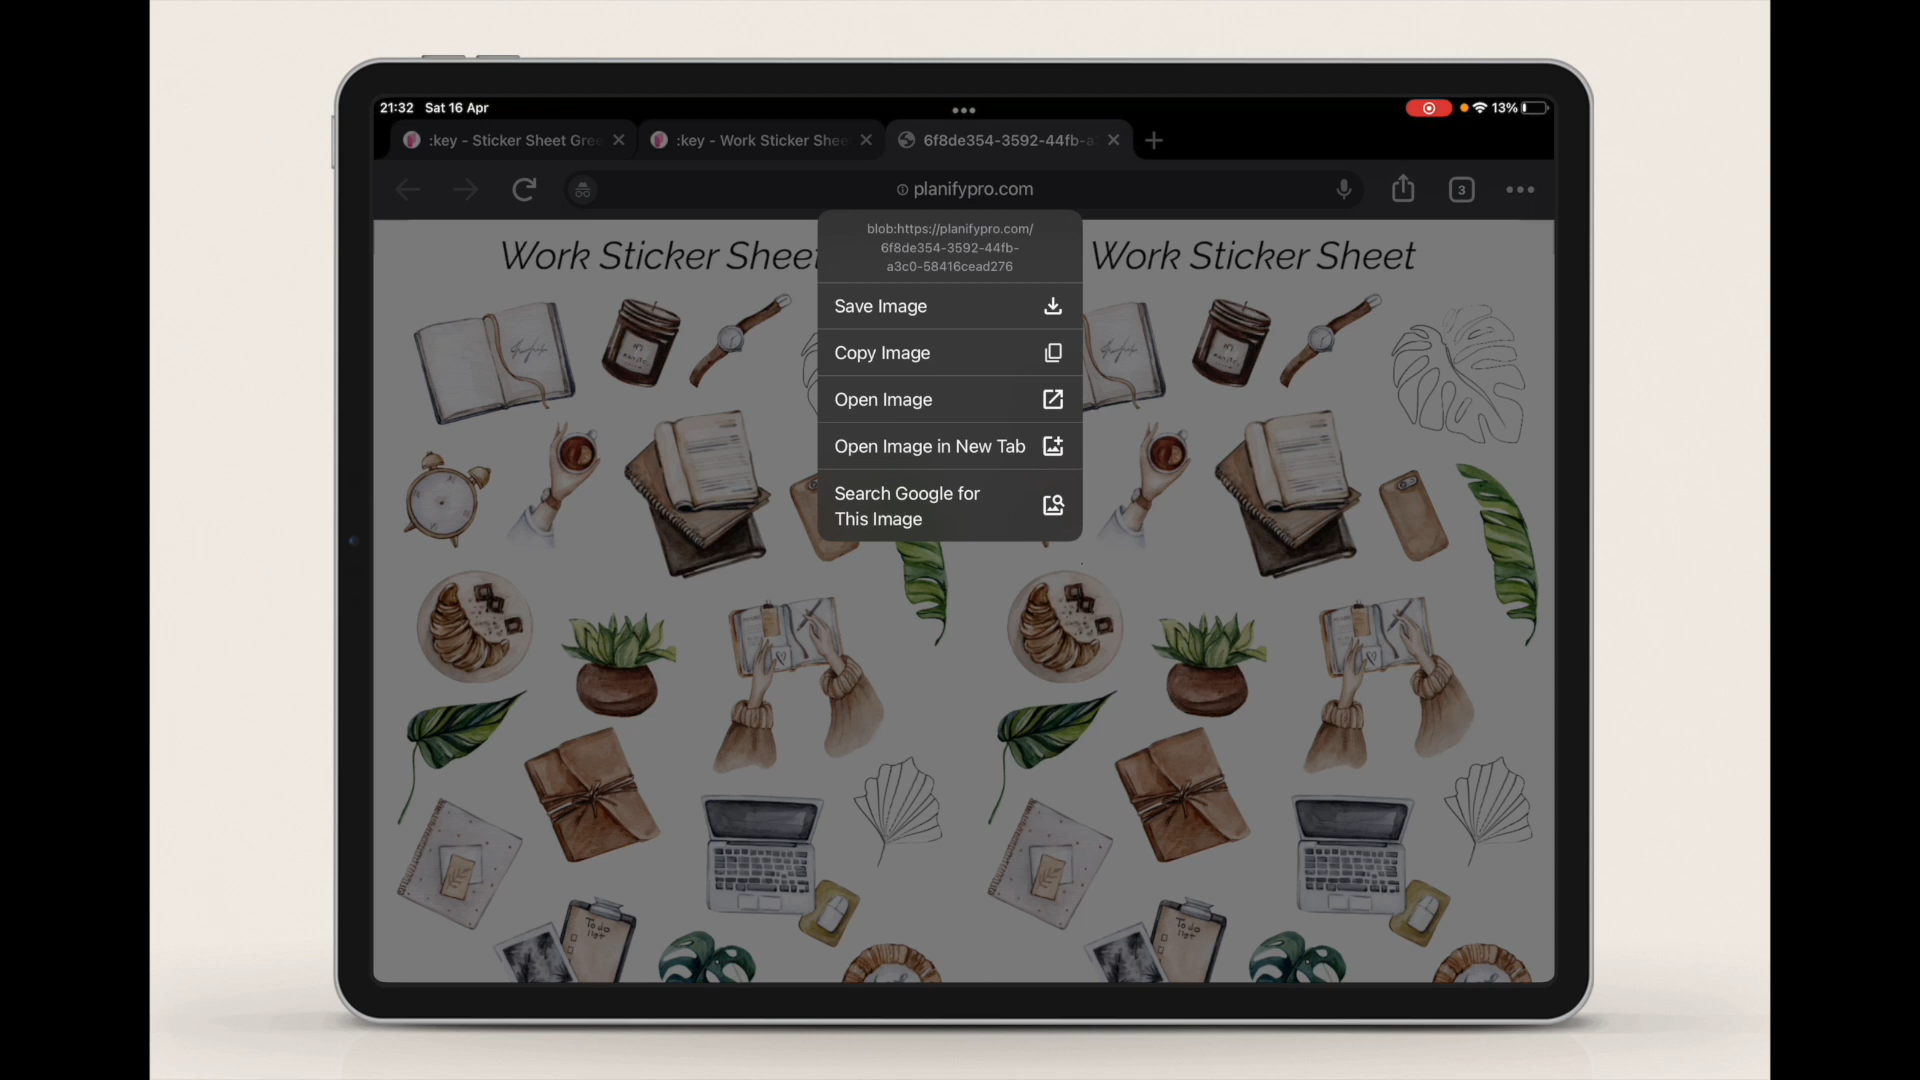 21:32 Sat 16 Apr
13%
:key - Sticker Sheet Gree
:key - Work Sticker Shee
6f8de354-3592-44fb-a
planifypro.com
3
blob:https://planifypro.com/
6f8de354-3592-44fb-
a3c0-58416cead276
Save Image
Copy Image
Open Image
Open Image in New Tab
Search Google for
This Image
Work Sticker Sheet
Work Sticker Sheet
To do
list
To do
list